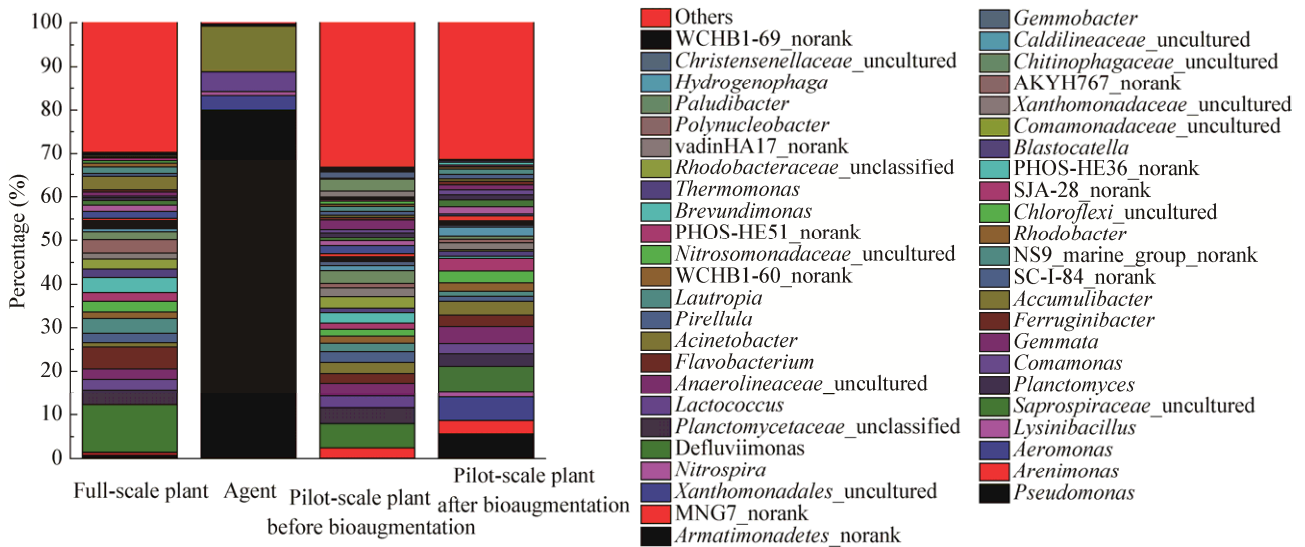 100
90
80
70
60
50
40
30
20
10
0
Percentage (%)
Full-scale plant
Agent
Pilot-scale plant
before bioaugmentation
Pilot-scale plant
after bioaugmentation
Others
WCHB1-69_norank
Christensenellaceae_uncultured
Hydrogenophaga
Paludibacter
Polynucleobacter
vadinHA17_norank
Rhodobacteraceae_unclassified
Thermomonas
Brevundimonas
PHOS-HE51_norank
Nitrosomonadaceae_uncultured
WCHB1-60_norank
Lautropia
Pirellula
Acinetobacter
Flavobacterium
Anaerolineaceae_uncultured
Lactococcus
Planctomycetaceae_unclassified
Defluviimonas
Nitrospira
Xanthomonadales_uncultured
MNG7_norank
Armatimonadetes_norank
Gemmobacter
Caldilineaceae_uncultured
Chitinophagaceae_uncultured
AKYH767_norank
Xanthomonadaceae_uncultured
Comamonadaceae_uncultured
Blastocatella
PHOS-HE36_norank
SJA-28_norank
Chloroflexi_uncultured
Rhodobacter
NS9_marine_group_norank
SC-I-84_norank
Accumulibacter
Ferruginibacter
Gemmata
Comamonas
Planctomyces
Saprospiraceae_uncultured
Lysinibacillus
Aeromonas
Arenimonas
Pseudomonas